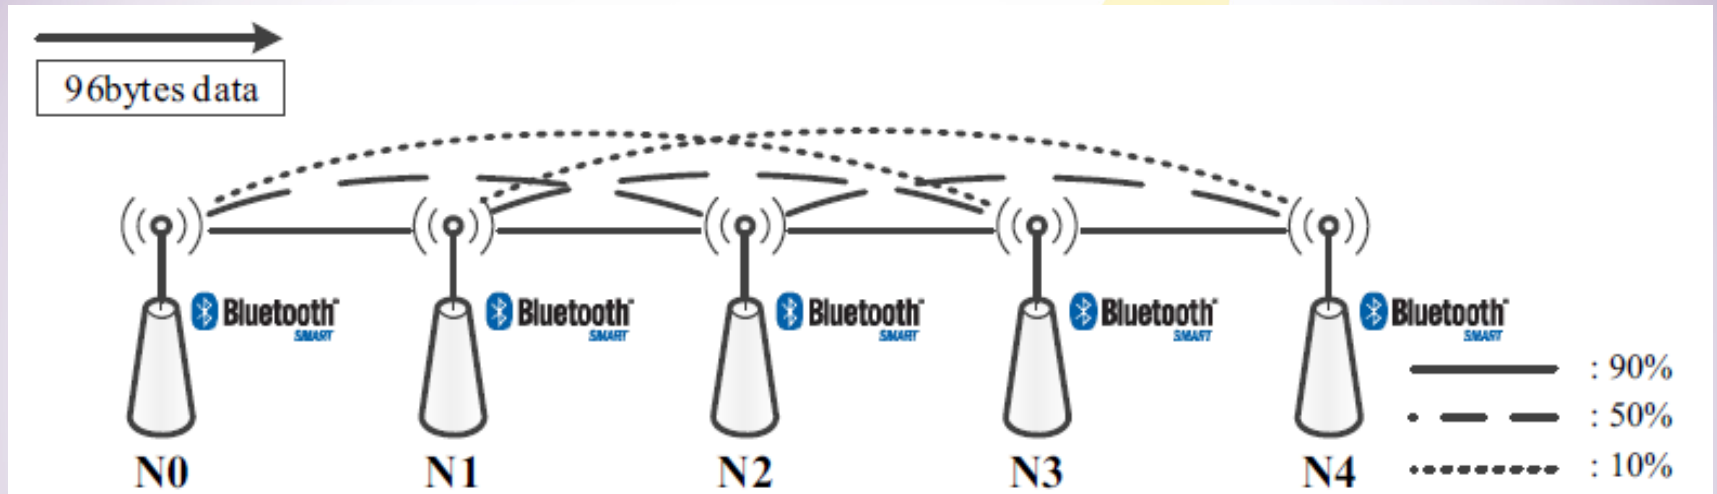 96bytes data
Bluetooth SMART
Bluetooth SMART
Bluetooth SMART
Bluetooth SMART
Bluetooth SMART
: 90%
: 50%
: 10%
N0 N1 N2 N3 N4